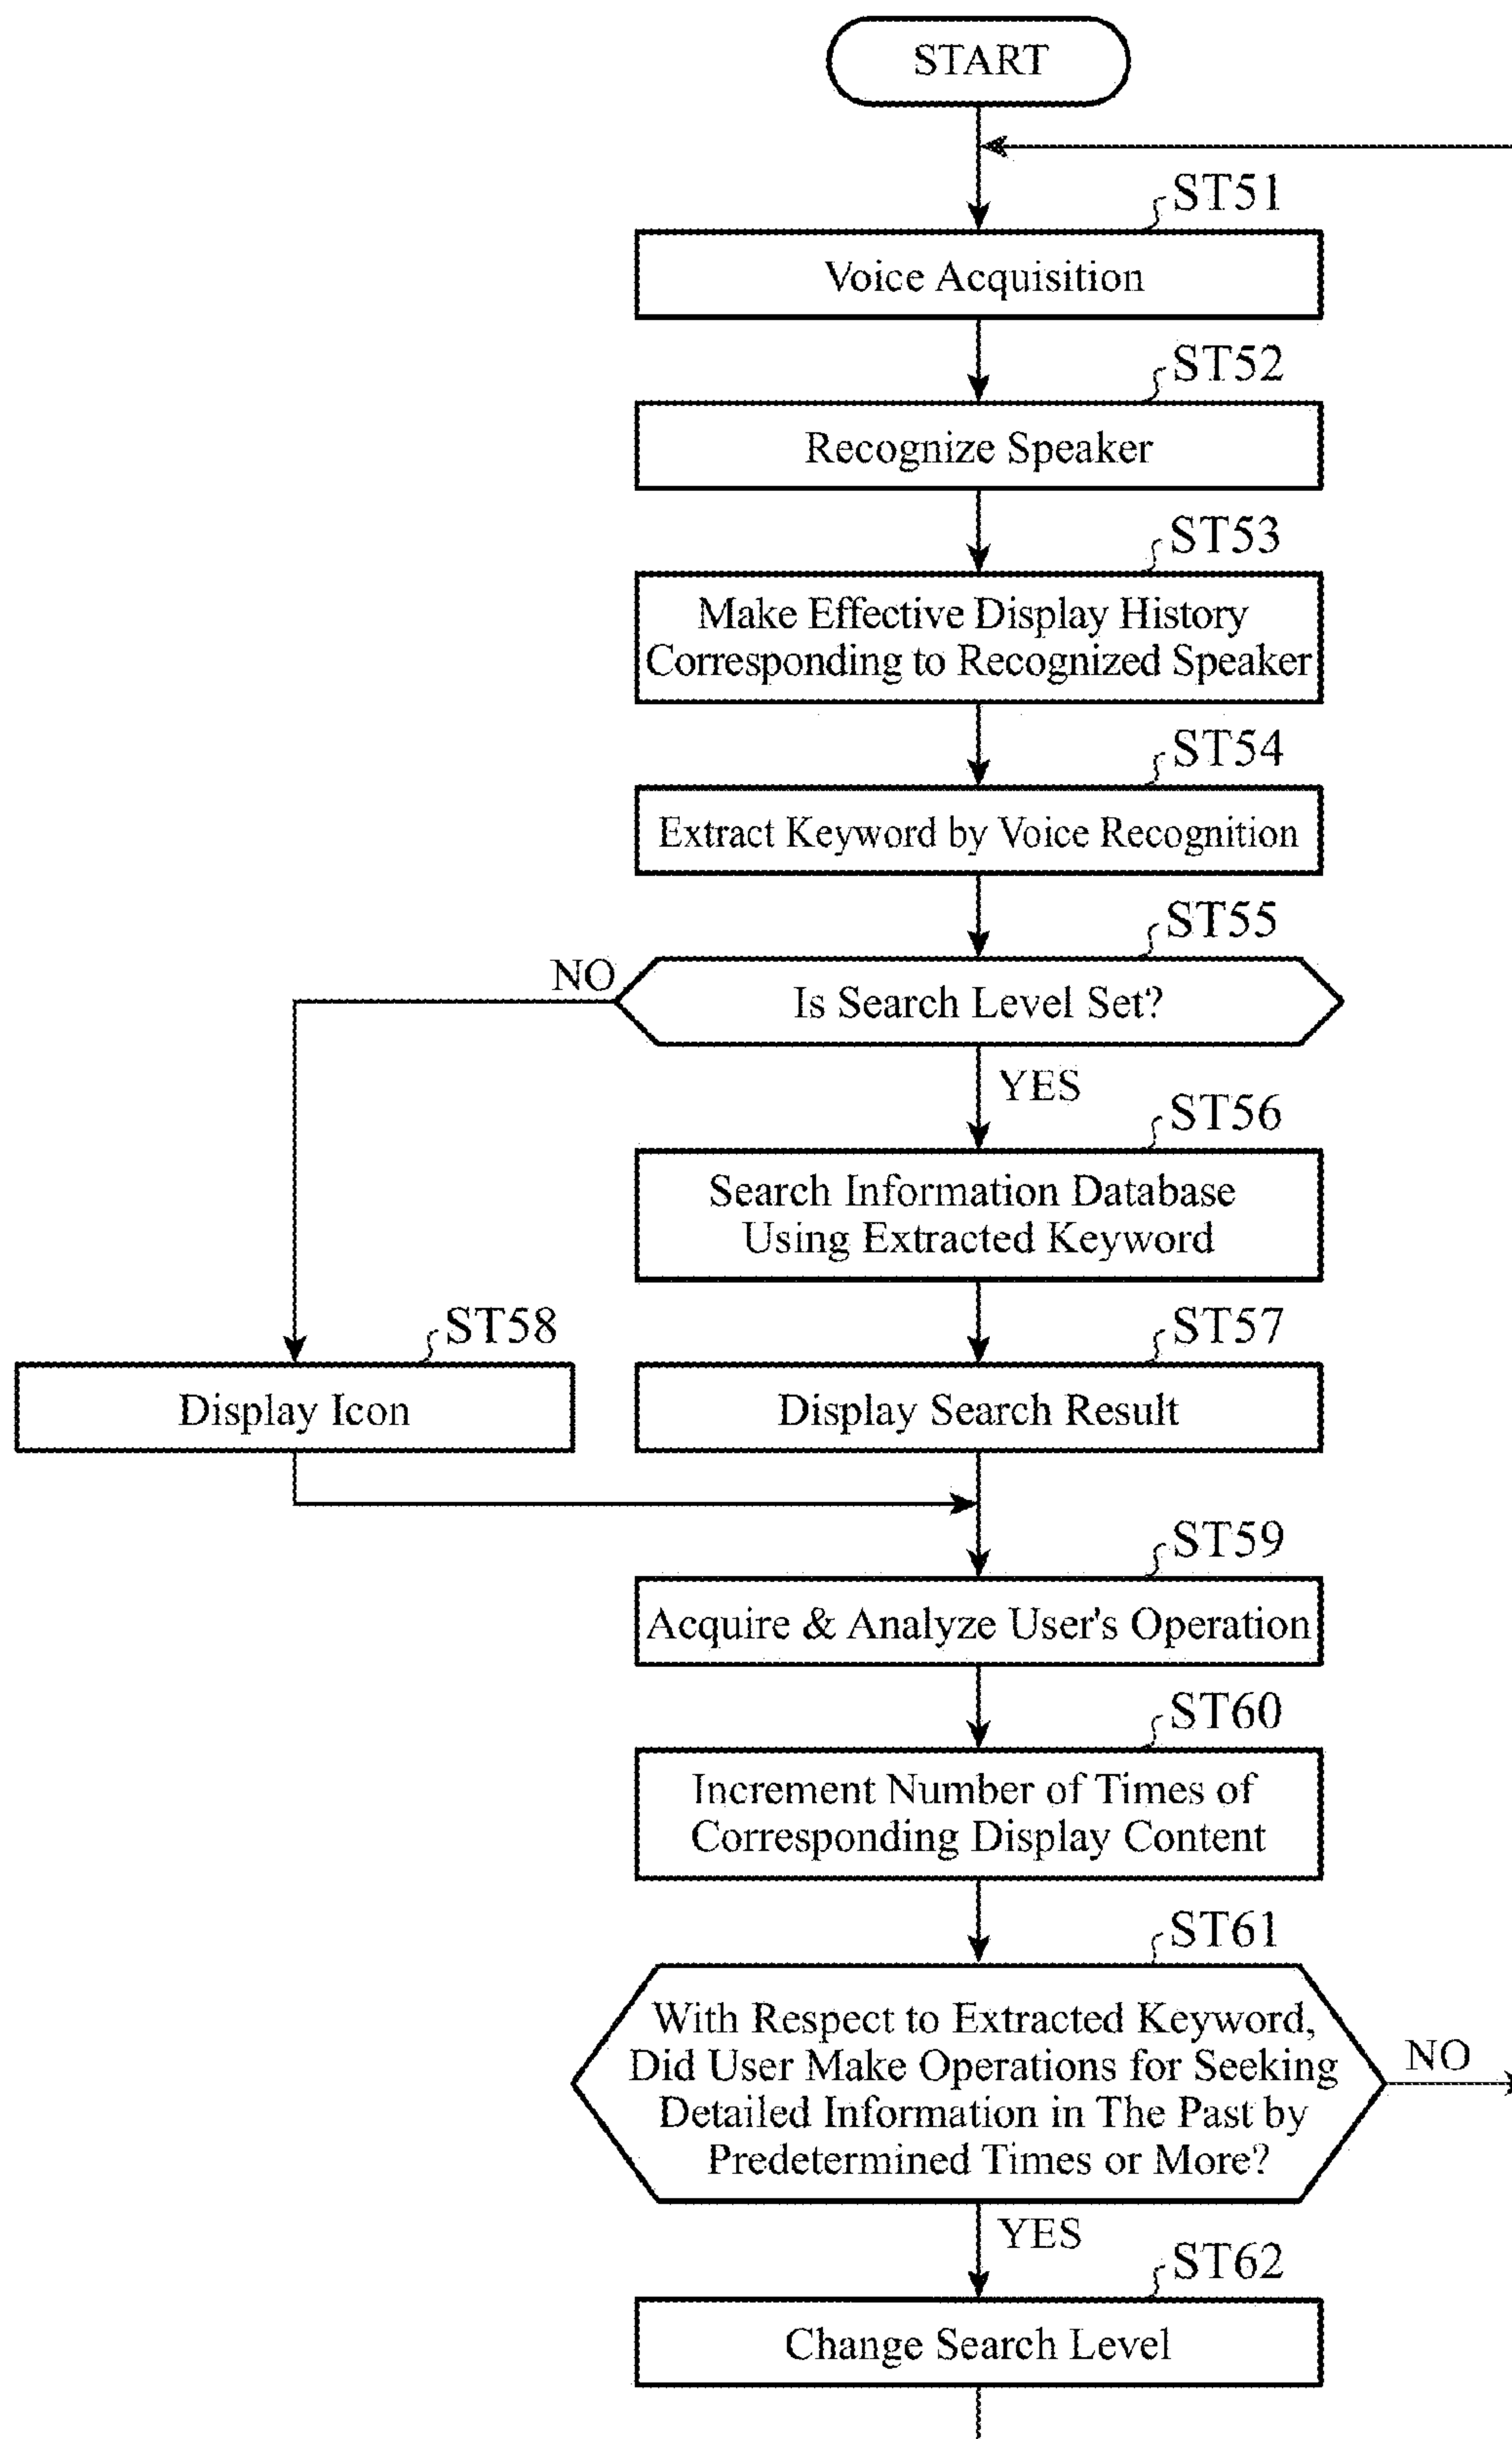 START
ST51
Voice Acquisition
ST52
Recognize Speaker
ST53
Make Effective Display History
Corresponding to Recognized Speaker
ST54
Extract Keyword by Voice Recognition
ST55
NO
Is Search Level Set?
YES
ST56
Search Information Database
Using Extracted Keyword
ST58
ST57
Display Icon
Display Search Result
ST59
Acquire & Analyze User's Operation
ST60
Increment Number of Times of
Corresponding Display Content
ST61
With Respect to Extracted Keyword,
Did User Make Operations for Seeking
Detailed Information in The Past by
Predetermined Times or More?
NO
YES
ST62
Change Search Level